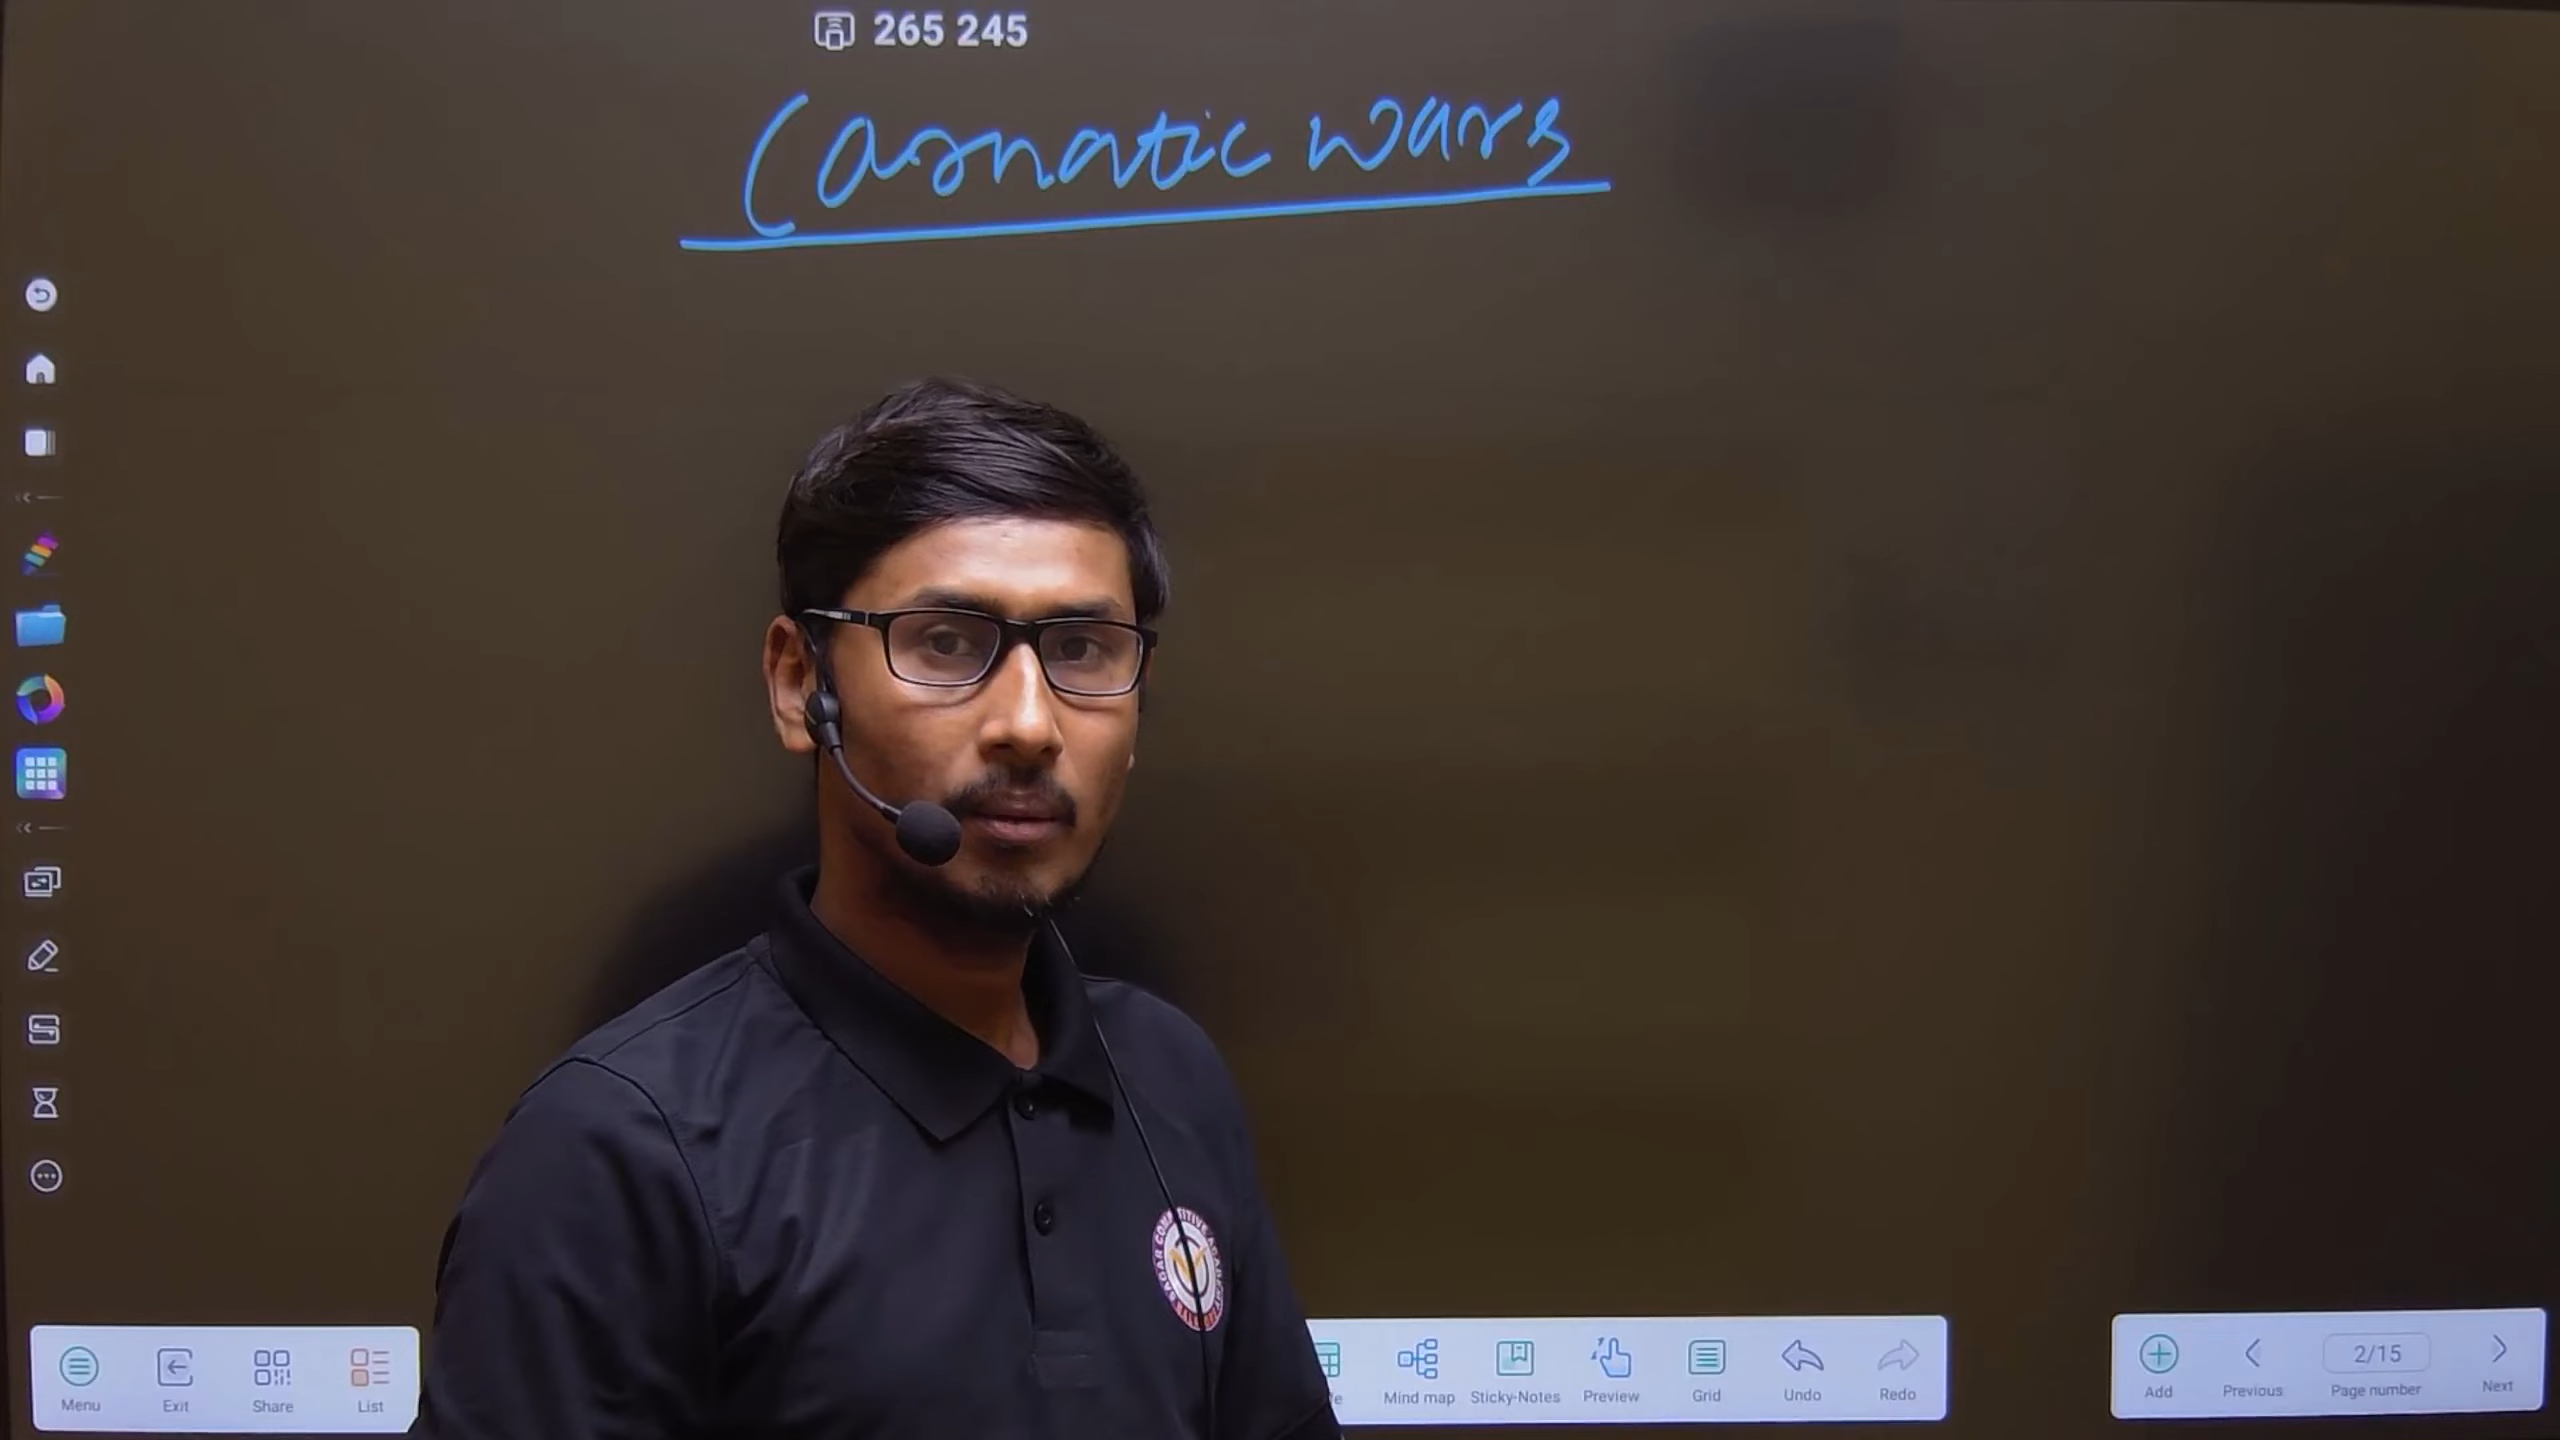 265 245
Carnatic wars
Menu
Exit
Share
List
Mind map
Sticky-Notes
Preview
Grid
Undo
Redo
Add
Previous
2/15
Page number
Next